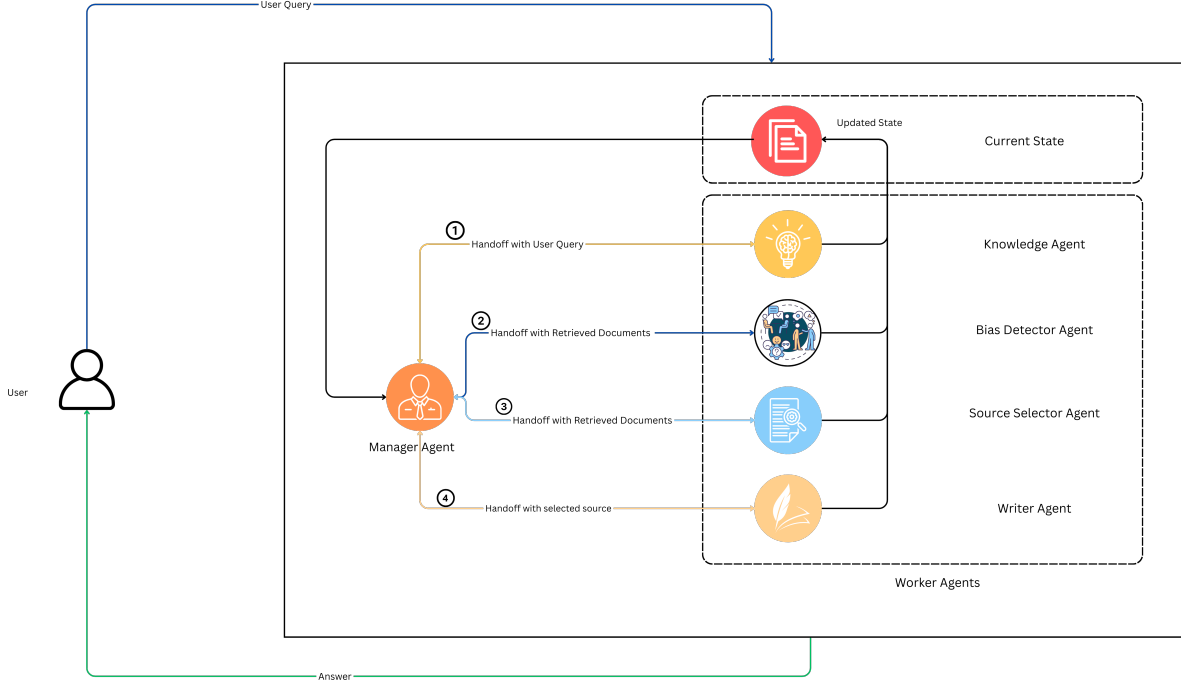 User Query
Updated State
Current State
1
Handoff with User Query
Knowledge Agent
2
Handoff with Retrieved Documents
Bias Detector Agent
User
3
Handoff with Retrieved Documents
Source Selector Agent
Manager Agent
4
Handoff with selected source
Writer Agent
Worker Agents
Answer